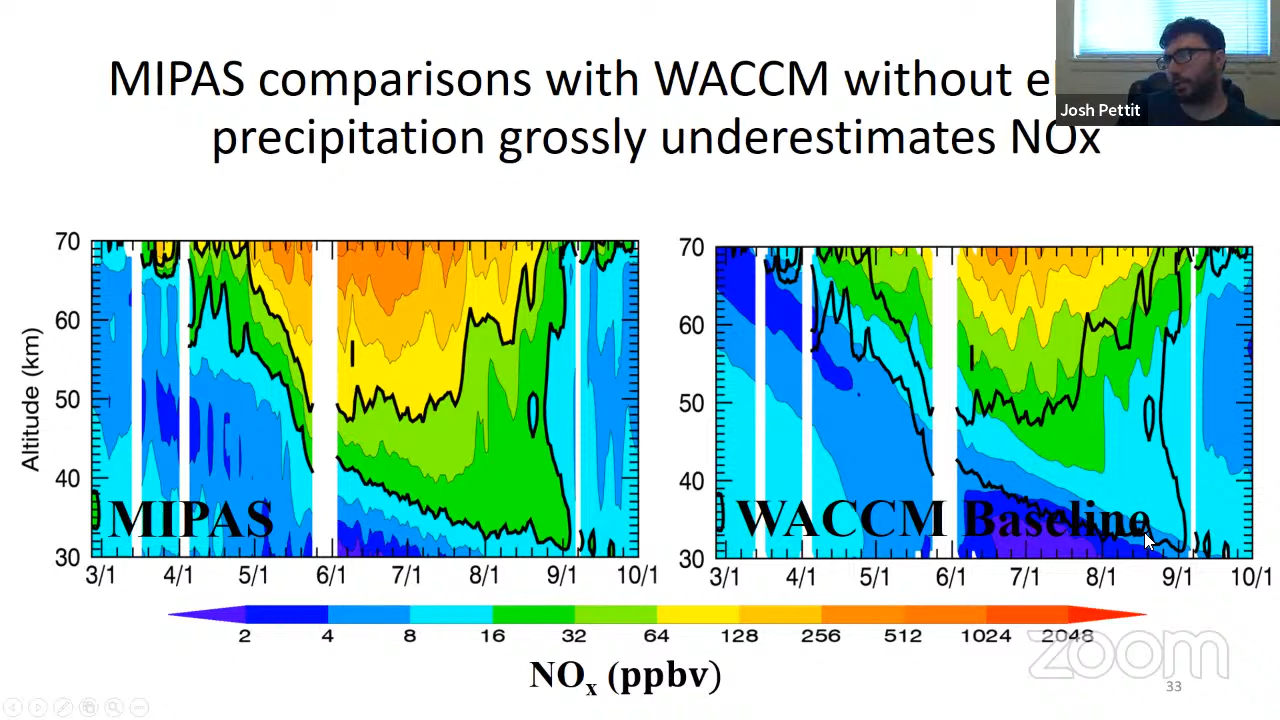 MIPAS comparisons with WACCM without
precipitation grossly underestimates NOx
Josh Pettit
Altitude (km)
70
60
50
40
30
MIPAS
3/1 4/1 5/1 6/1 7/1 8/1 9/1 10/1
70
60
50
40
30
WACCM Baseline
3/1 4/1 5/1 6/1 7/1 8/1 9/1 10/1
2 4 8 16 32 64 128 256 512 1024 2048
NOx (ppbv)
zoom
33